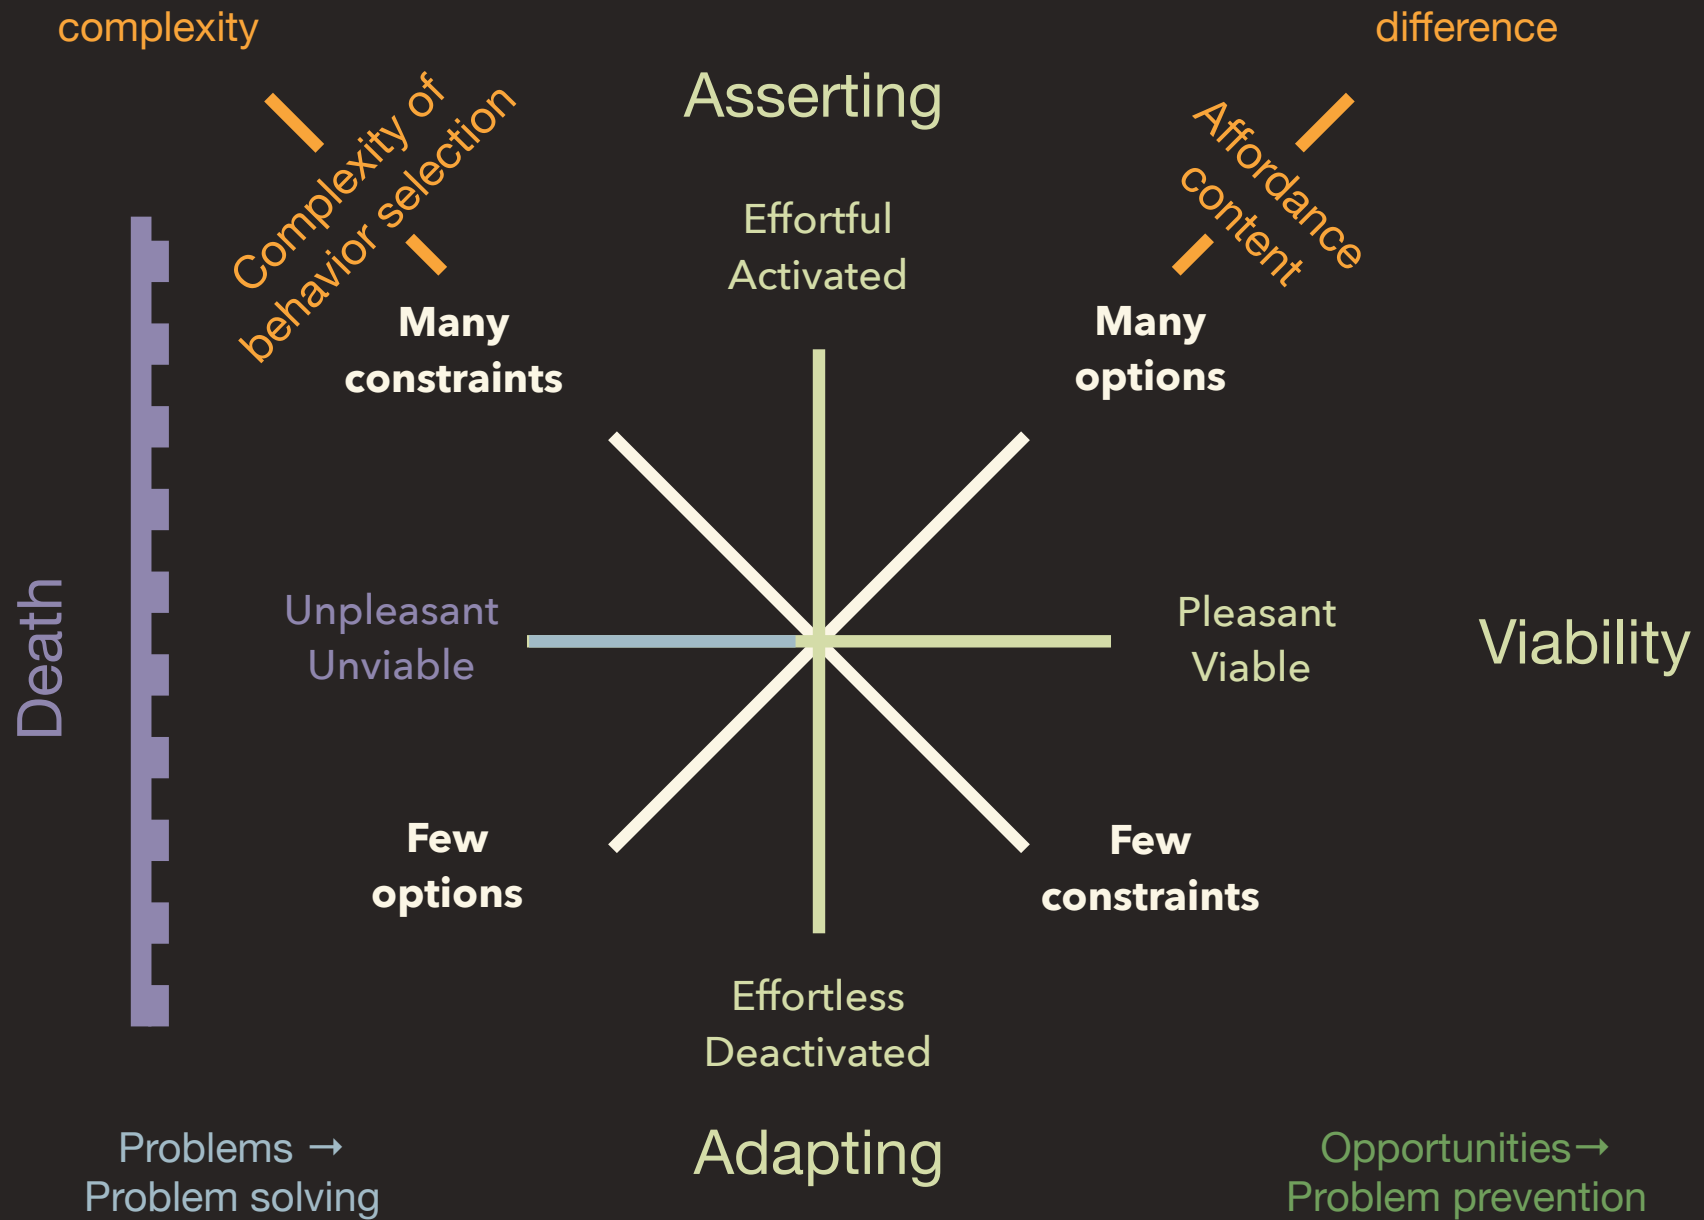 complexity
difference
Asserting
Complexity of
behavior selection
Affordance
content
Effortful
Activated
Many
constraints
Many
options
Death
Unpleasant
Unviable
Pleasant
Viable
Viability
Few
options
Few
constraints
Effortless
Deactivated
Problems →
Problem solving
Adapting
Opportunities→
Problem prevention